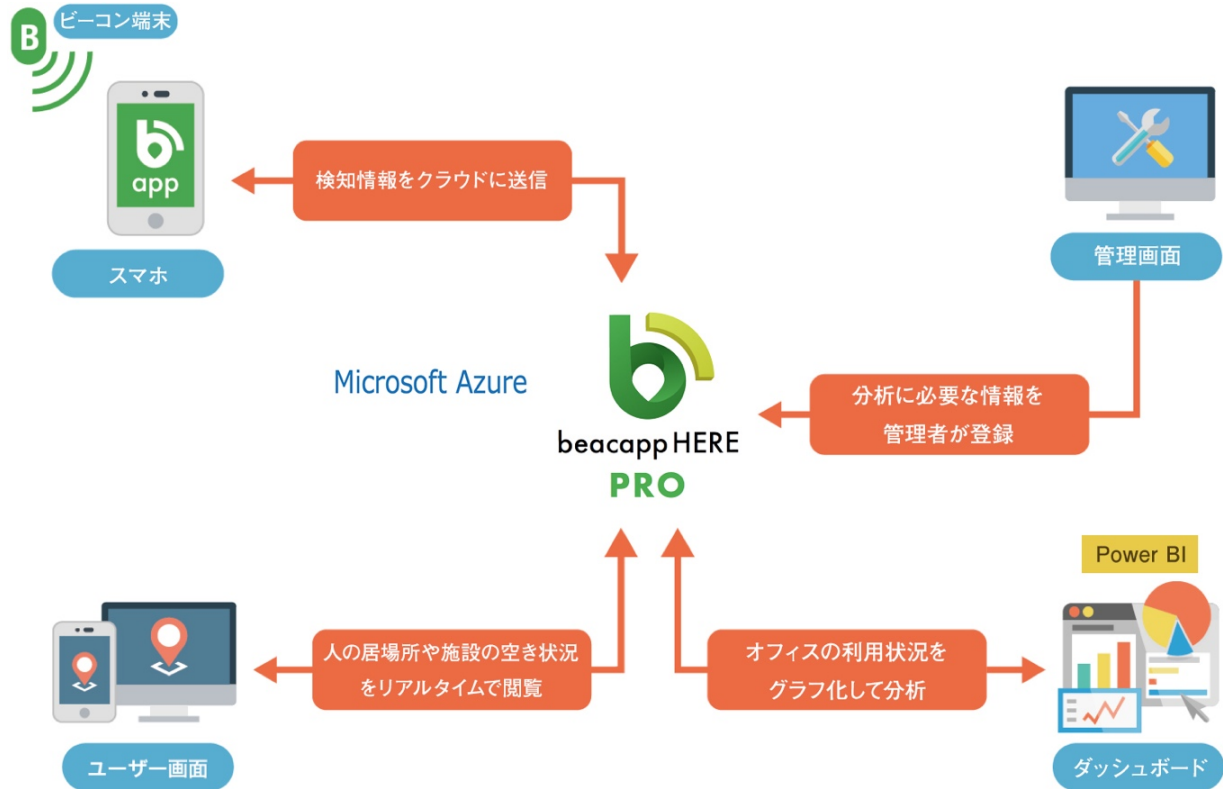 B
ビーコン端末
b
app
スマホ
検知情報をクラウドに送信
管理画面
Microsoft Azure
beacapp HERE
PRO
分析に必要な情報を
管理者が登録
人の居場所や施設の空き状況
をリアルタイムで閲覧
ユーザー画面
オフィスの利用状況を
グラフ化して分析
Power BI
ダッシュボード